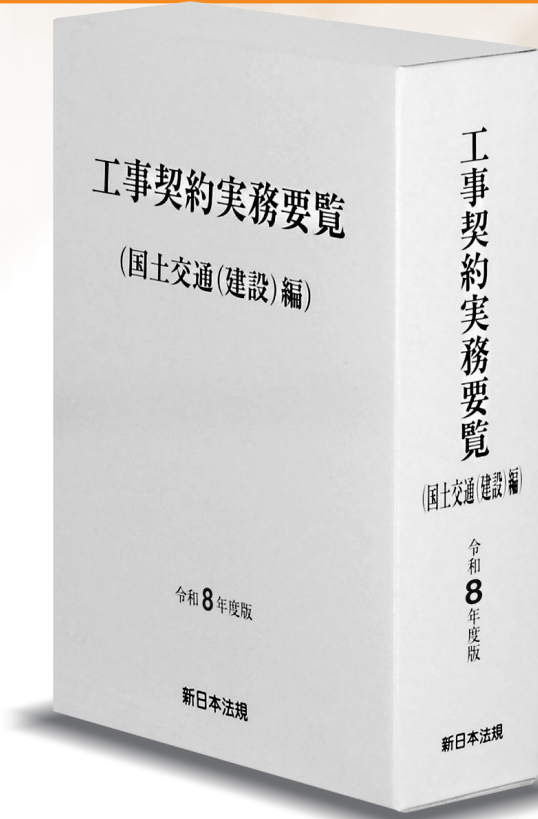 工事契約実務要覧
(国土交通(建設)編)
令和8年度版
新日本法規
工事契約実務要覧
(国土交通(建設)編)
令和8年度版
新日本法規